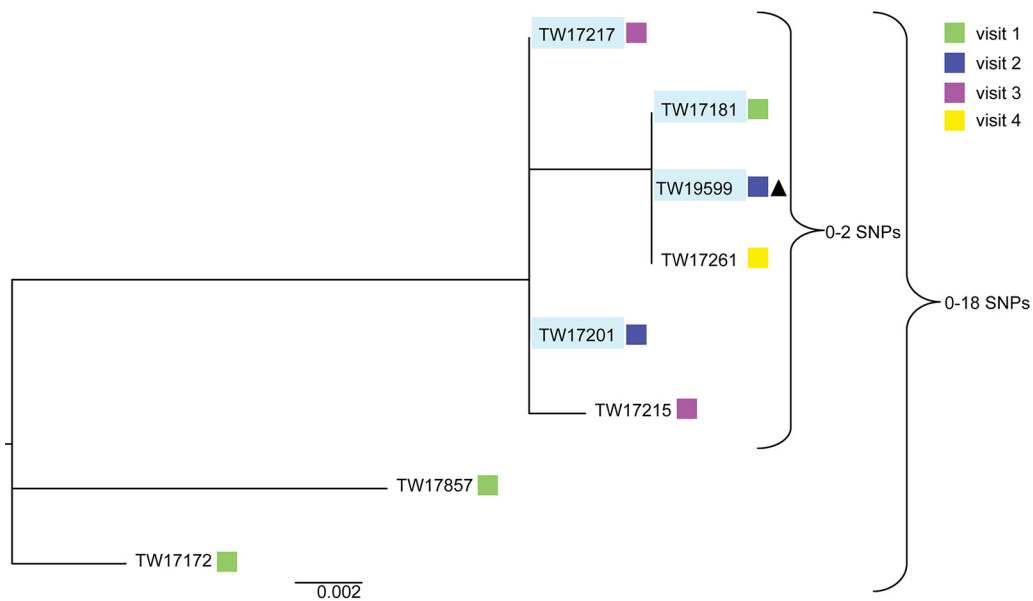 TW17217
TW17181
TW19599
TW17261
TW17201
TW17215
TW17857
TW17172
0.002
0-2 SNPs
0-18 SNPs
visit 1
visit 2
visit 3
visit 4